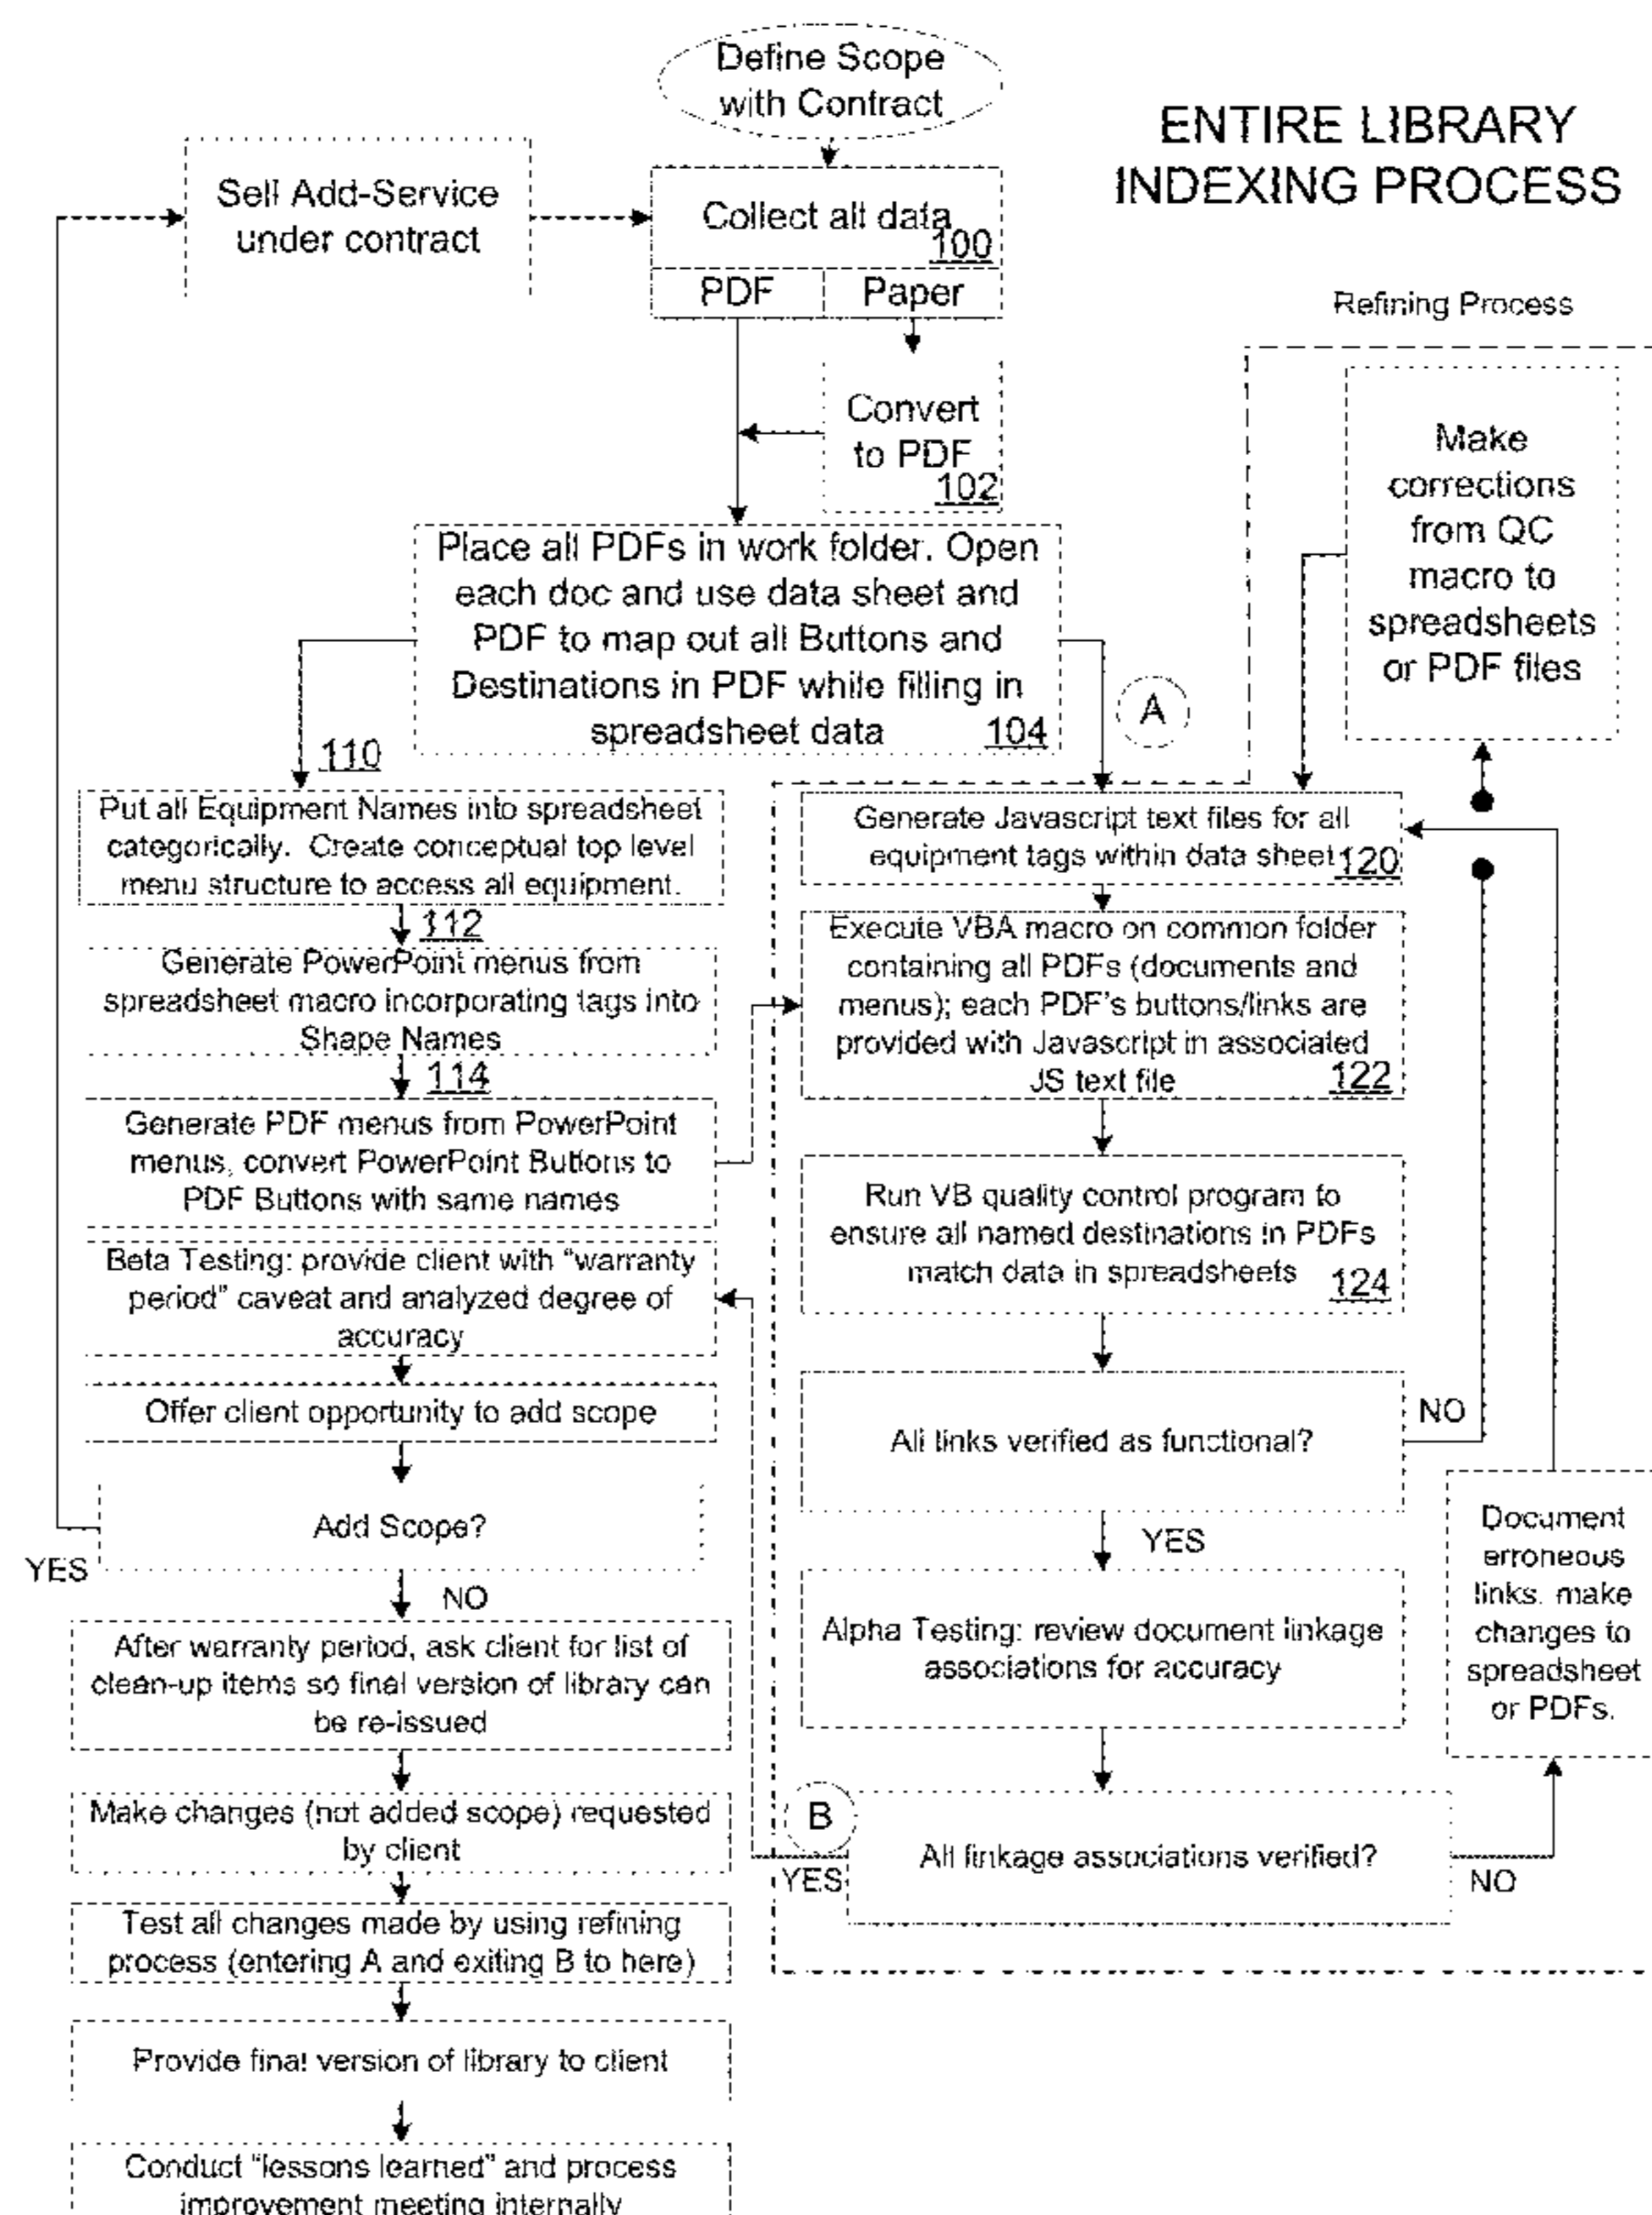 Define Scope
with Contract
ENTIRE LIBRARY
INDEXING PROCESS
Sell Add-Service
under contract
Collect all data
100
PDF
Paper
Refining Process
Convert
to PDF
102
Make
corrections
from QC
macro to
spreadsheets
or PDF files
Place all PDFs in work folder. Open
each doc and use data sheet and
PDF to map out all Buttons and
Destinations in PDF while filling in
spreadsheet data
104
A
110
Put all Equipment Names into spreadsheet
categorically. Create conceptual top level
menu structure to access all equipment.
112
Generate PowerPoint menus from
spreadsheet macro incorporating tags into
Shape Names
114
Generate PDF menus from PowerPoint
menus, convert PowerPoint Buttons to
PDF Buttons with same names
Generate Javascript text files for all
equipment tags within data sheet
120
Execute VBA macro on common folder
containing all PDFs (documents and
menus); each PDF's buttons/links are
provided with Javascript in associated
JS text file
122
Run VB quality control program to
ensure all named destinations in PDFs
match data in spreadsheets
124
All links verified as functional?
NO
YES
Alpha Testing: review document linkage
associations for accuracy
All linkage associations verified?
B
YES
NO
Document
erroneous
links. make
changes to
spreadsheet
or PDFs.
Beta Testing: provide client with “warranty
period” caveat and analyzed degree of
accuracy
Offer client opportunity to add scope
Add Scope?
YES
NO
After warranty period, ask client for list of
clean-up items so final version of library can
be re-issued
Make changes (not added scope) requested
by client
Test all changes made by using refining
process (entering A and exiting B to here)
Provide final version of library to client
Conduct “lessons learned” and process
improvement meeting internally